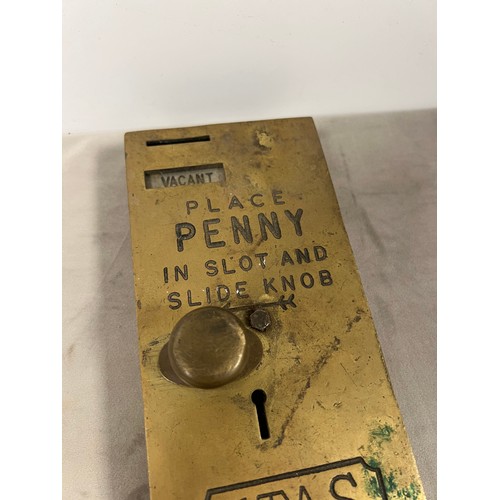 VACANT
PLACE
PENNY
IN SLOT AND
SLIDE KNOB